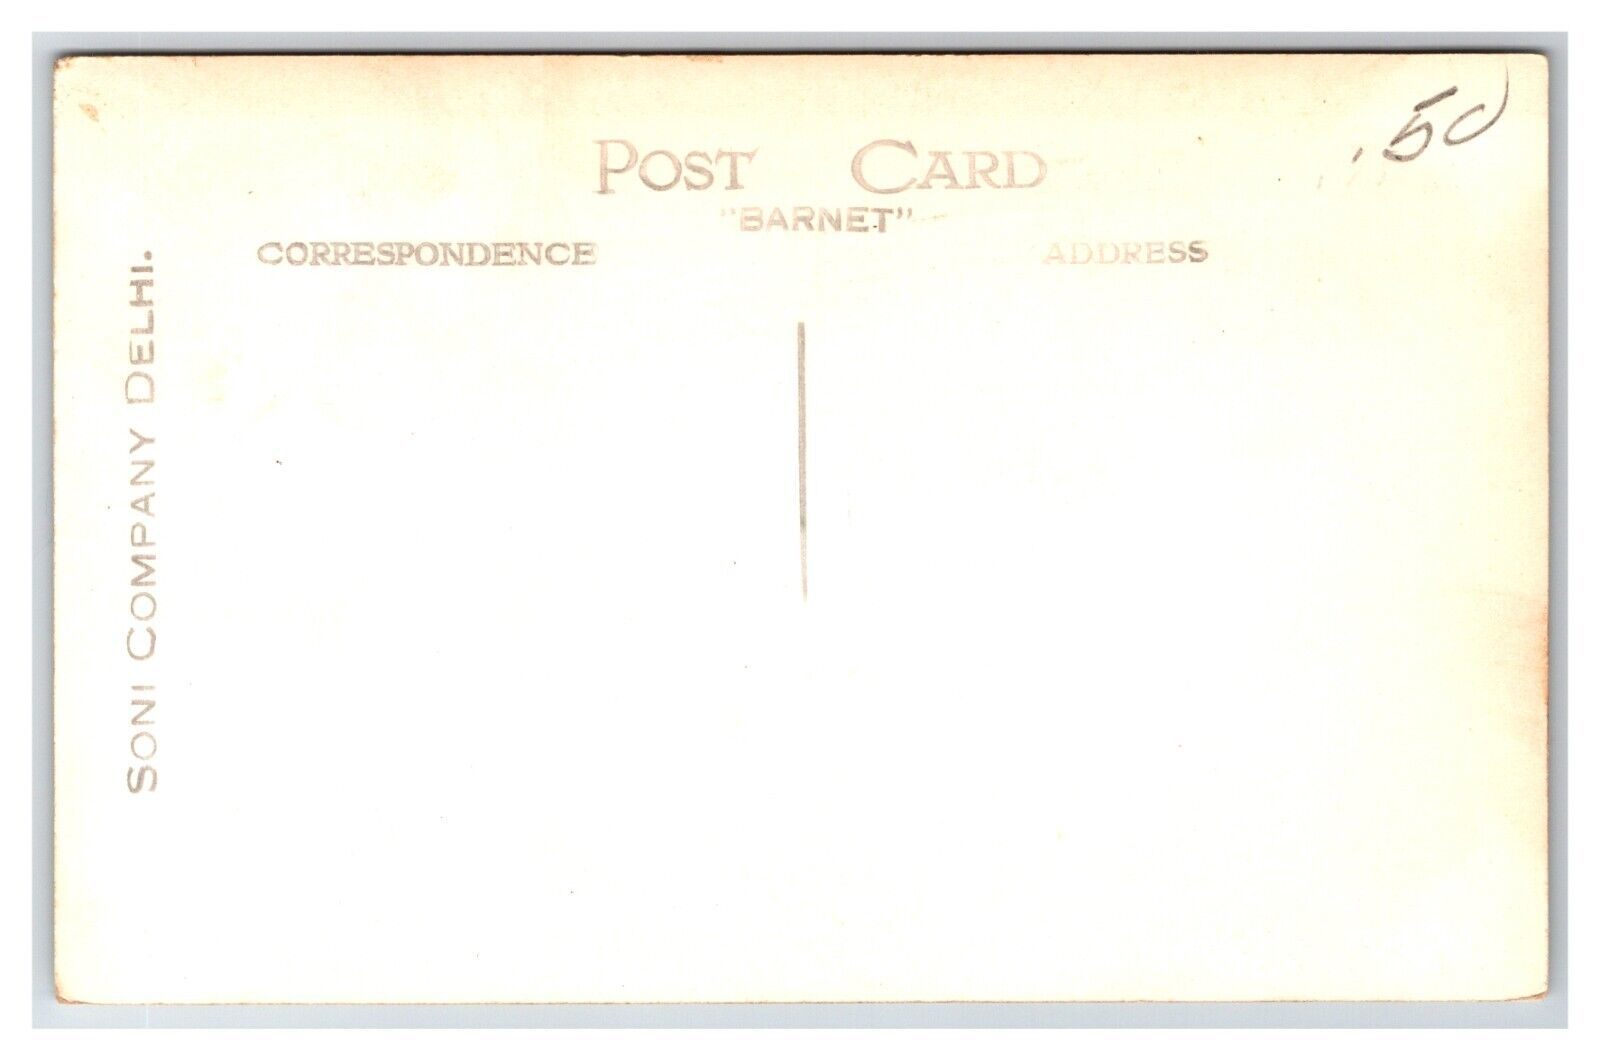 .50
POST CARD
"BARNET"
CORRESPONDENCE
ADDRESS
SONI COMPANY DELHI.